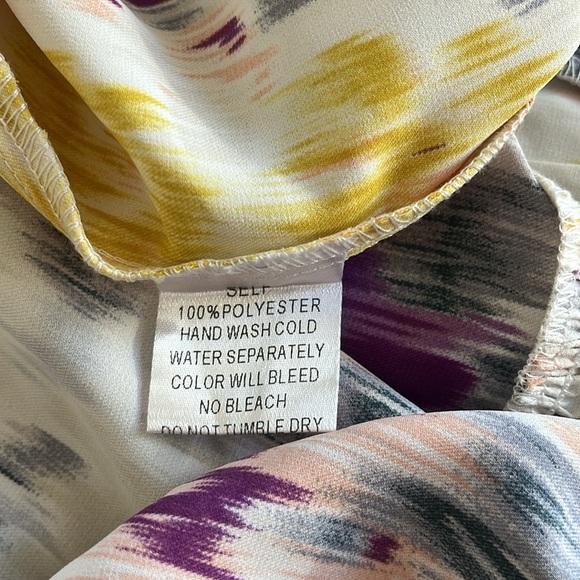 SELF
100%POLYESTER
HAND WASH COLD
WATER SEPARATELY
COLOR WILL BLEED
NO BLEACH
DO NOT TUMBLE DRY